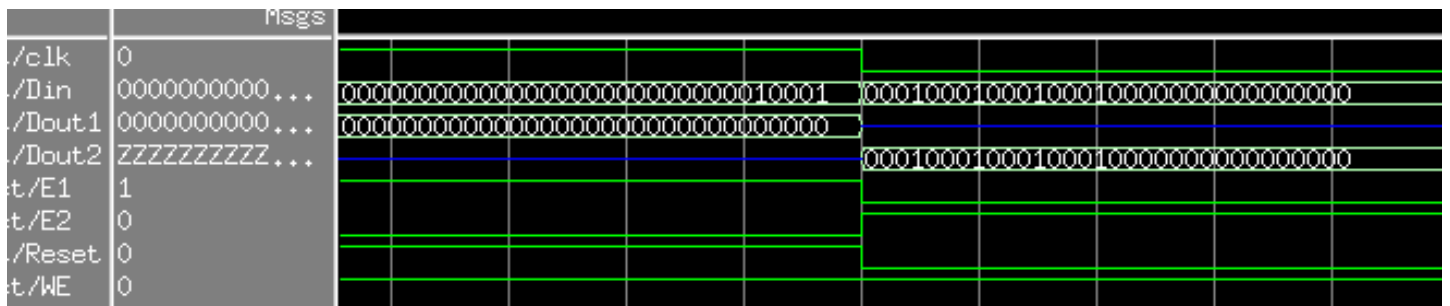 Msgs
/clk 0
/Din 0000000000... 00000000000000000000000000010001 00010001000100010000000000000000
/Dout1 0000000000... 00000000000000000000000000000000
/Dout2 ZZZZZZZZZZ... 00010001000100010000000000000000
t/E1 1
t/E2 0
/Reset 0
t/WE 0